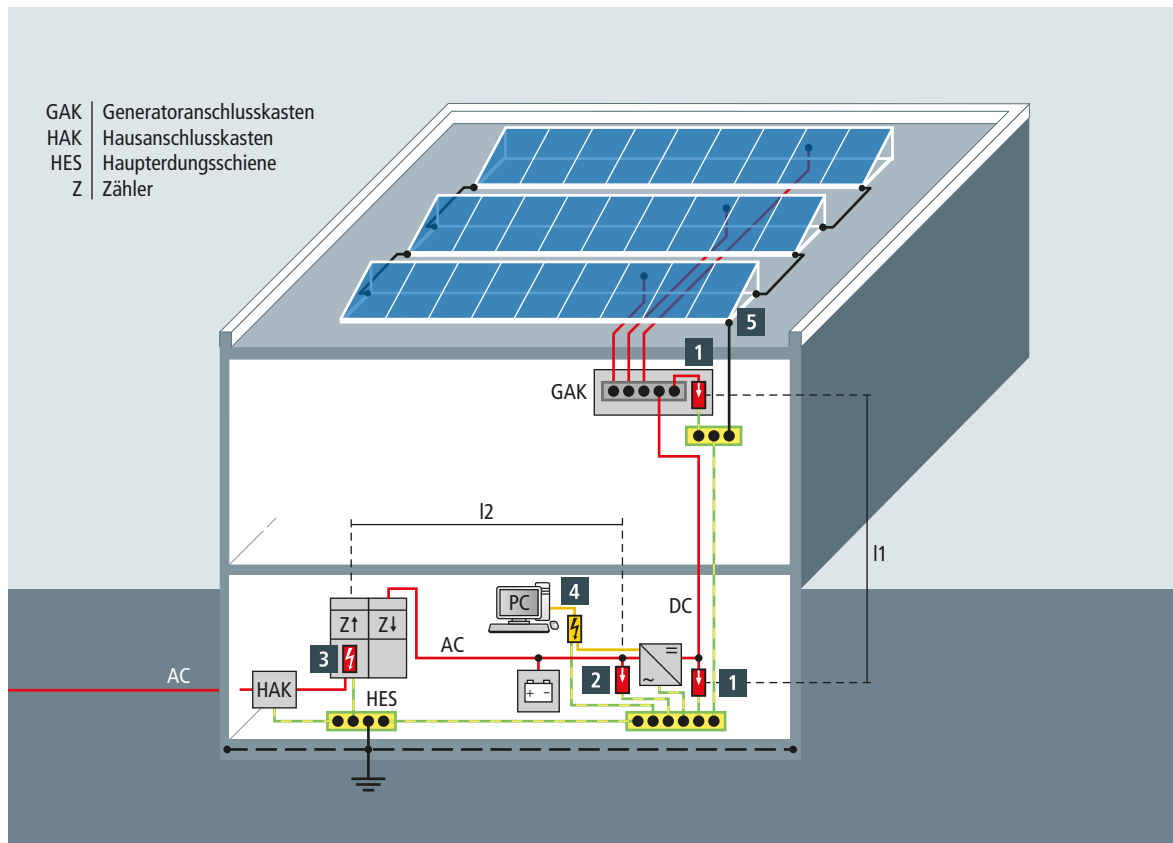 GAK | Generatoranschlusskasten
HAK | Hausanschlusskasten
HES | Haupterdungsschiene
Z | Zähler
5
1
GAK
l2
l1
PC
4
DC
Z↑ Z↓
AC
3
AC
HAK
2
1
HES
= ~
+ −